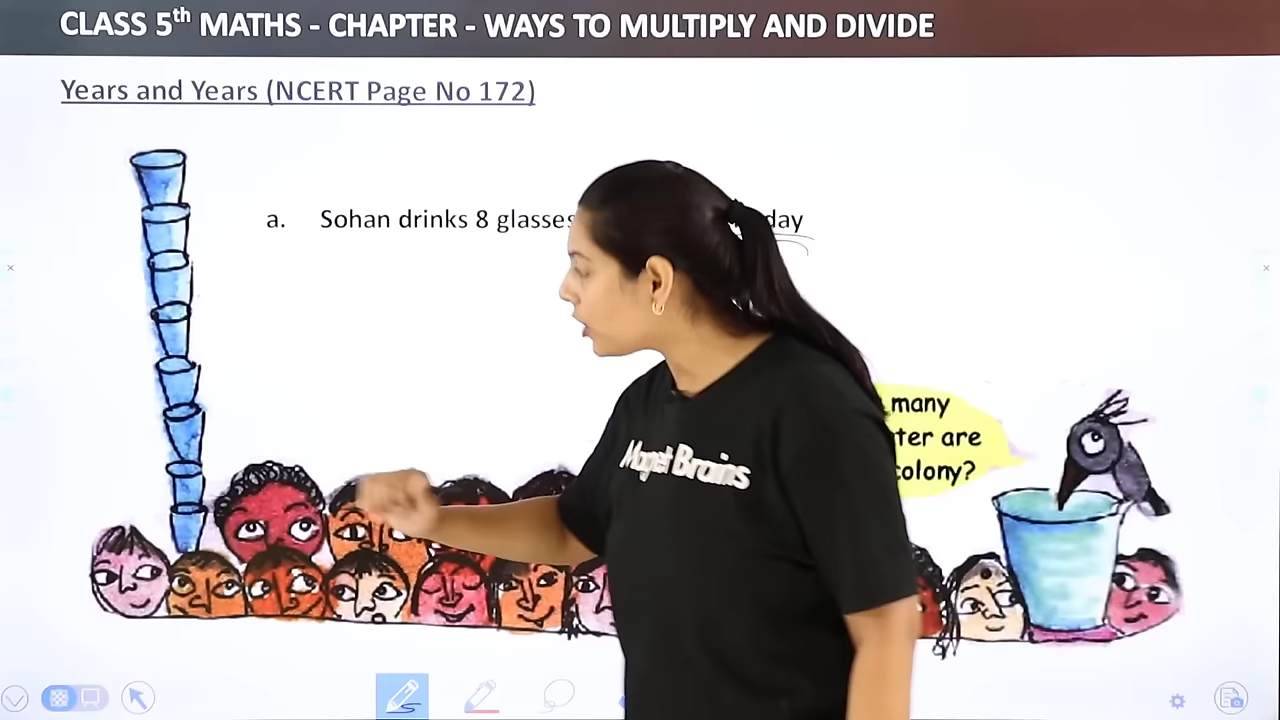 CLASS 5th MATHS - CHAPTER - WAYS TO MULTIPLY AND DIVIDE
Years and Years (NCERT Page No 172)
a. Sohan drinks 8 glasses day
many
are
colony?
Magnet Brains